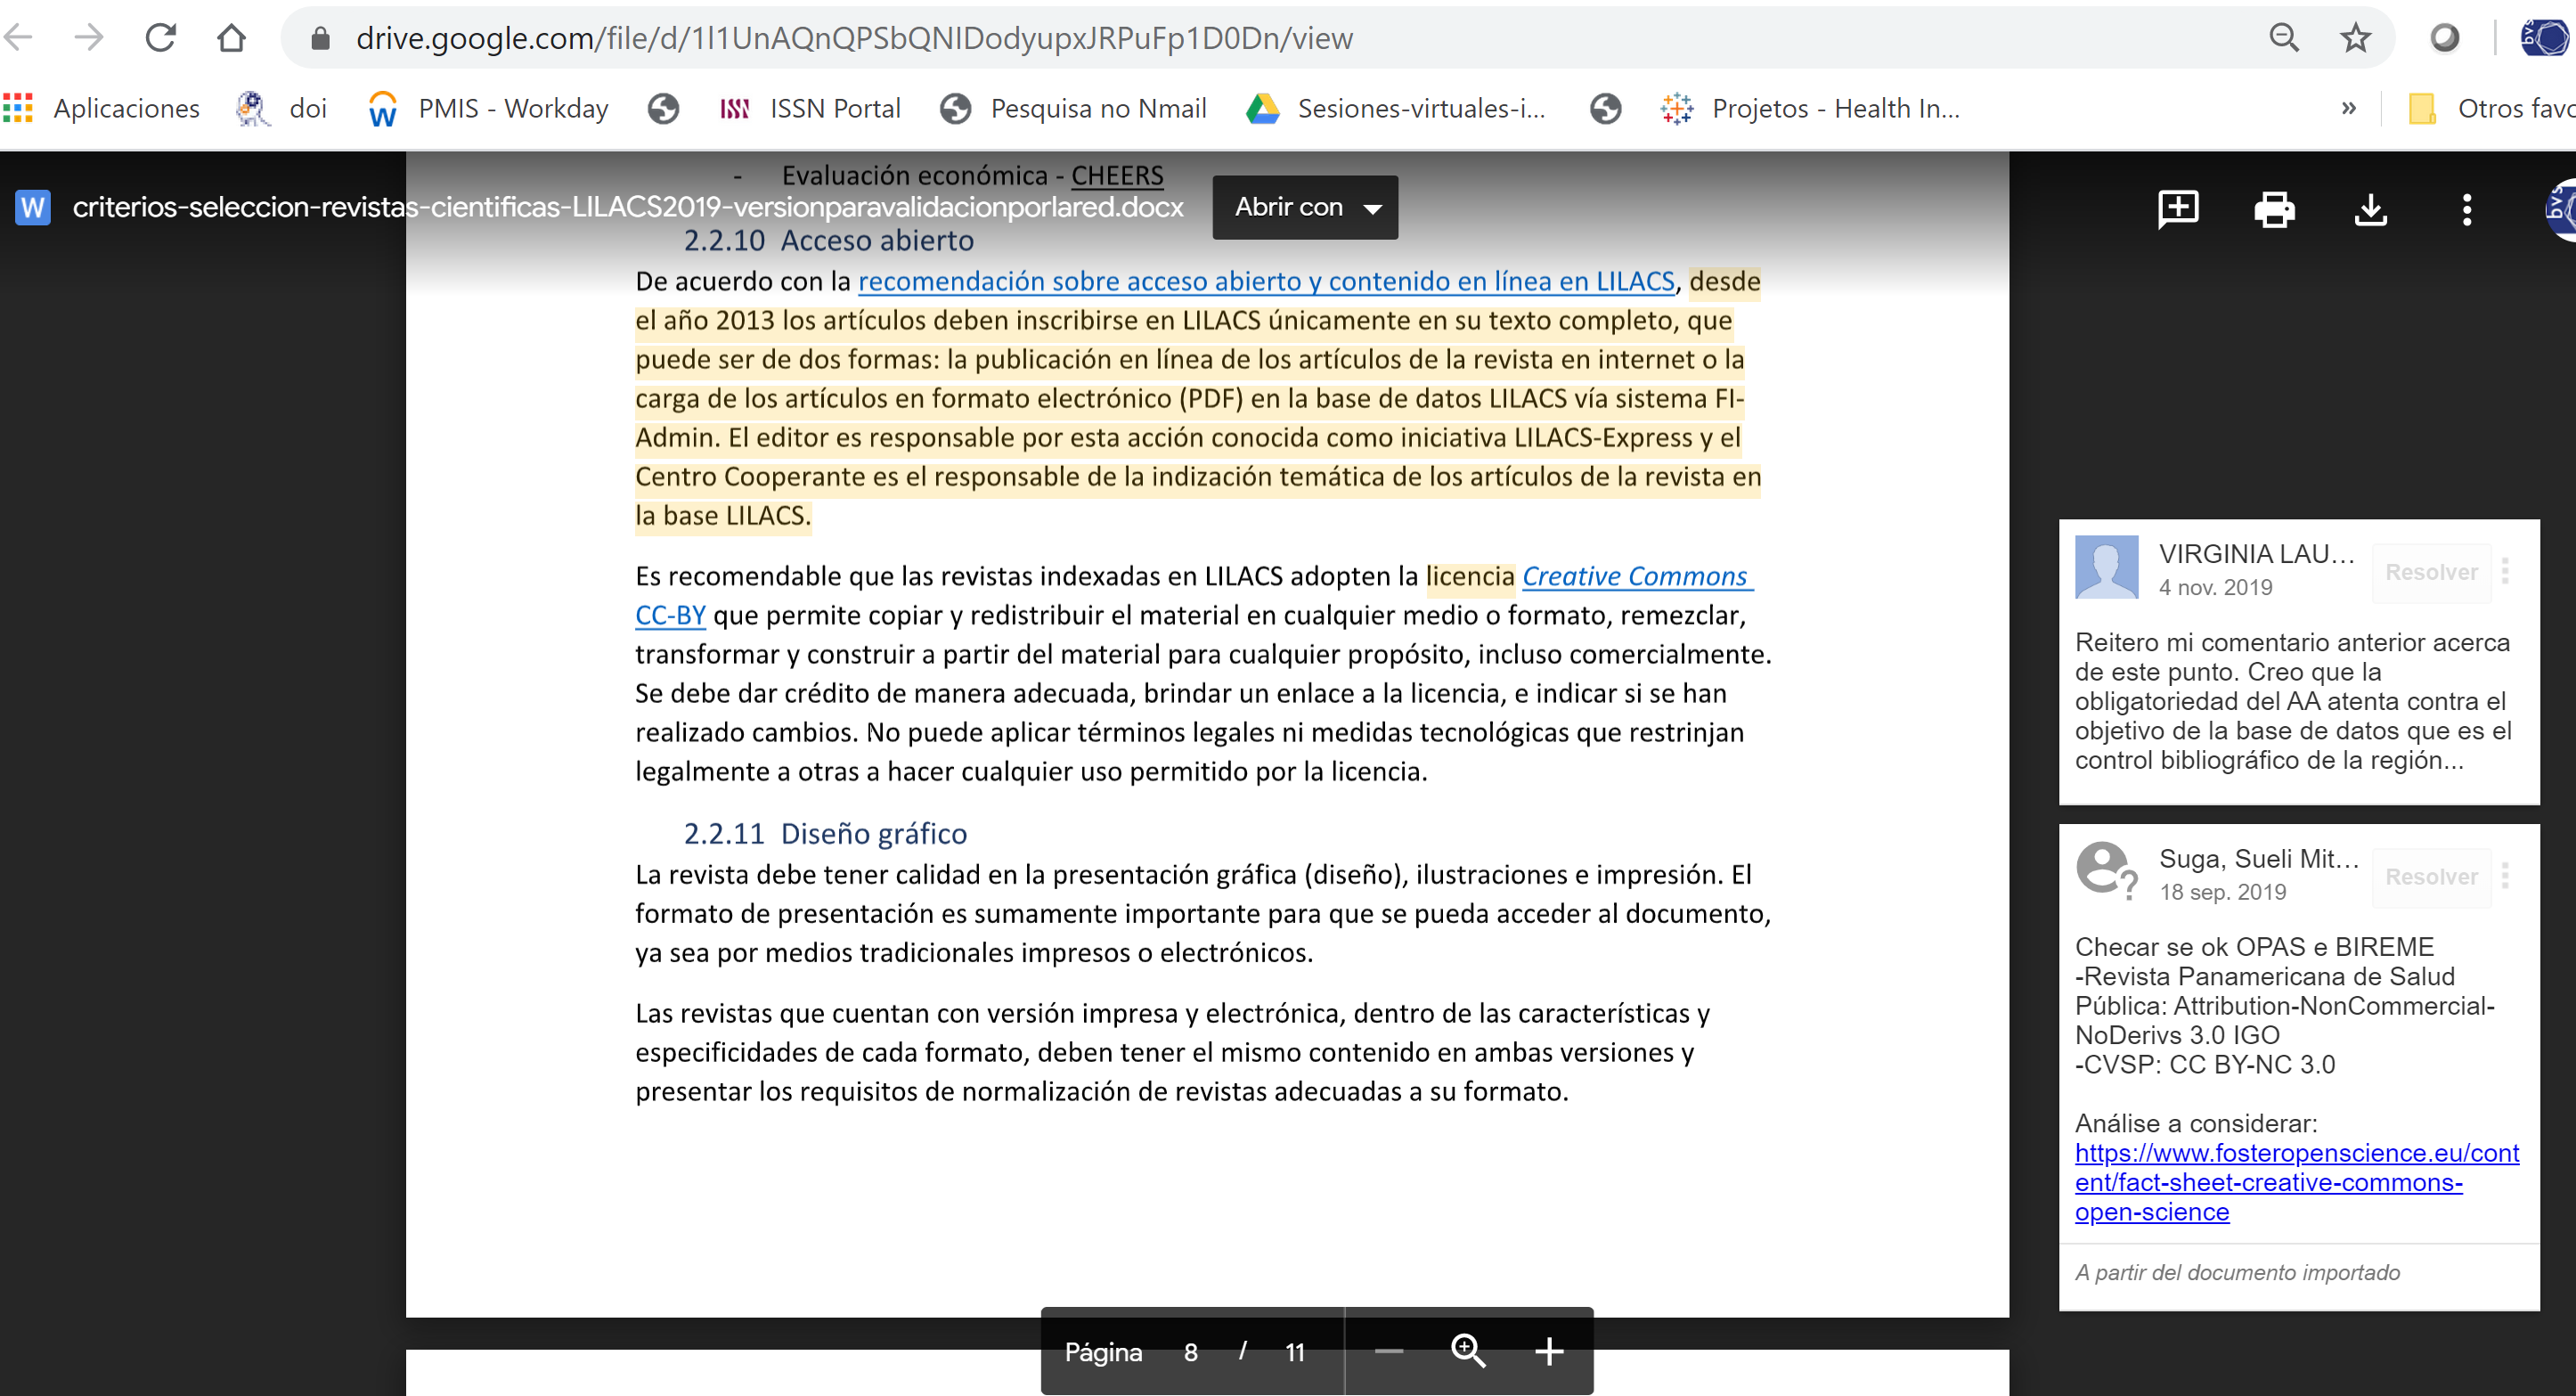 drive.google.com/file/d/1l1UnAQnQPSbQNIDodyupxJRPuFp1D0Dn/view
Aplicaciones doi PMIS - Workday ISSN ISSN Portal Pesquisa no Nmail Sesiones-virtuales-i... Projetos - Health In... » Otros favo
- Evaluación económica - CHEERS
W criterios-seleccion-revistas-cientificas-LILACS2019-versionparavalidacionporlared.docx Abrir con
2.2.10 Acceso abierto
De acuerdo con la recomendación sobre acceso abierto y contenido en línea en LILACS, desde
el año 2013 los artículos deben inscribirse en LILACS únicamente en su texto completo, que
puede ser de dos formas: la publicación en línea de los artículos de la revista en internet o la
carga de los artículos en formato electrónico (PDF) en la base de datos LILACS vía sistema FI-
Admin. El editor es responsable por esta acción conocida como iniciativa LILACS-Express y el
Centro Cooperante es el responsable de la indización temática de los artículos de la revista en
la base LILACS.
Es recomendable que las revistas indexadas en LILACS adopten la licencia Creative Commons
CC-BY que permite copiar y redistribuir el material en cualquier medio o formato, remezclar,
transformar y construir a partir del material para cualquier propósito, incluso comercialmente.
Se debe dar crédito de manera adecuada, brindar un enlace a la licencia, e indicar si se han
realizado cambios. No puede aplicar términos legales ni medidas tecnológicas que restrinjan
legalmente a otras a hacer cualquier uso permitido por la licencia.
2.2.11 Diseño gráfico
La revista debe tener calidad en la presentación gráfica (diseño), ilustraciones e impresión. El
formato de presentación es sumamente importante para que se pueda acceder al documento,
ya sea por medios tradicionales impresos o electrónicos.
Las revistas que cuentan con versión impresa y electrónica, dentro de las características y
especificidades de cada formato, deben tener el mismo contenido en ambas versiones y
presentar los requisitos de normalización de revistas adecuadas a su formato.
VIRGINIA LAU... Resolver
4 nov. 2019
Reitero mi comentario anterior acerca
de este punto. Creo que la
obligatoriedad del AA atenta contra el
objetivo de la base de datos que es el
control bibliográfico de la región...
Suga, Sueli Mit... Resolver
18 sep. 2019
Checar se ok OPAS e BIREME
-Revista Panamericana de Salud
Pública: Attribution-NonCommercial-
NoDerivs 3.0 IGO
-CVSP: CC BY-NC 3.0
Análise a considerar:
https://www.fosteropenscience.eu/cont
ent/fact-sheet-creative-commons-
open-science
A partir del documento importado
Página 8 / 11